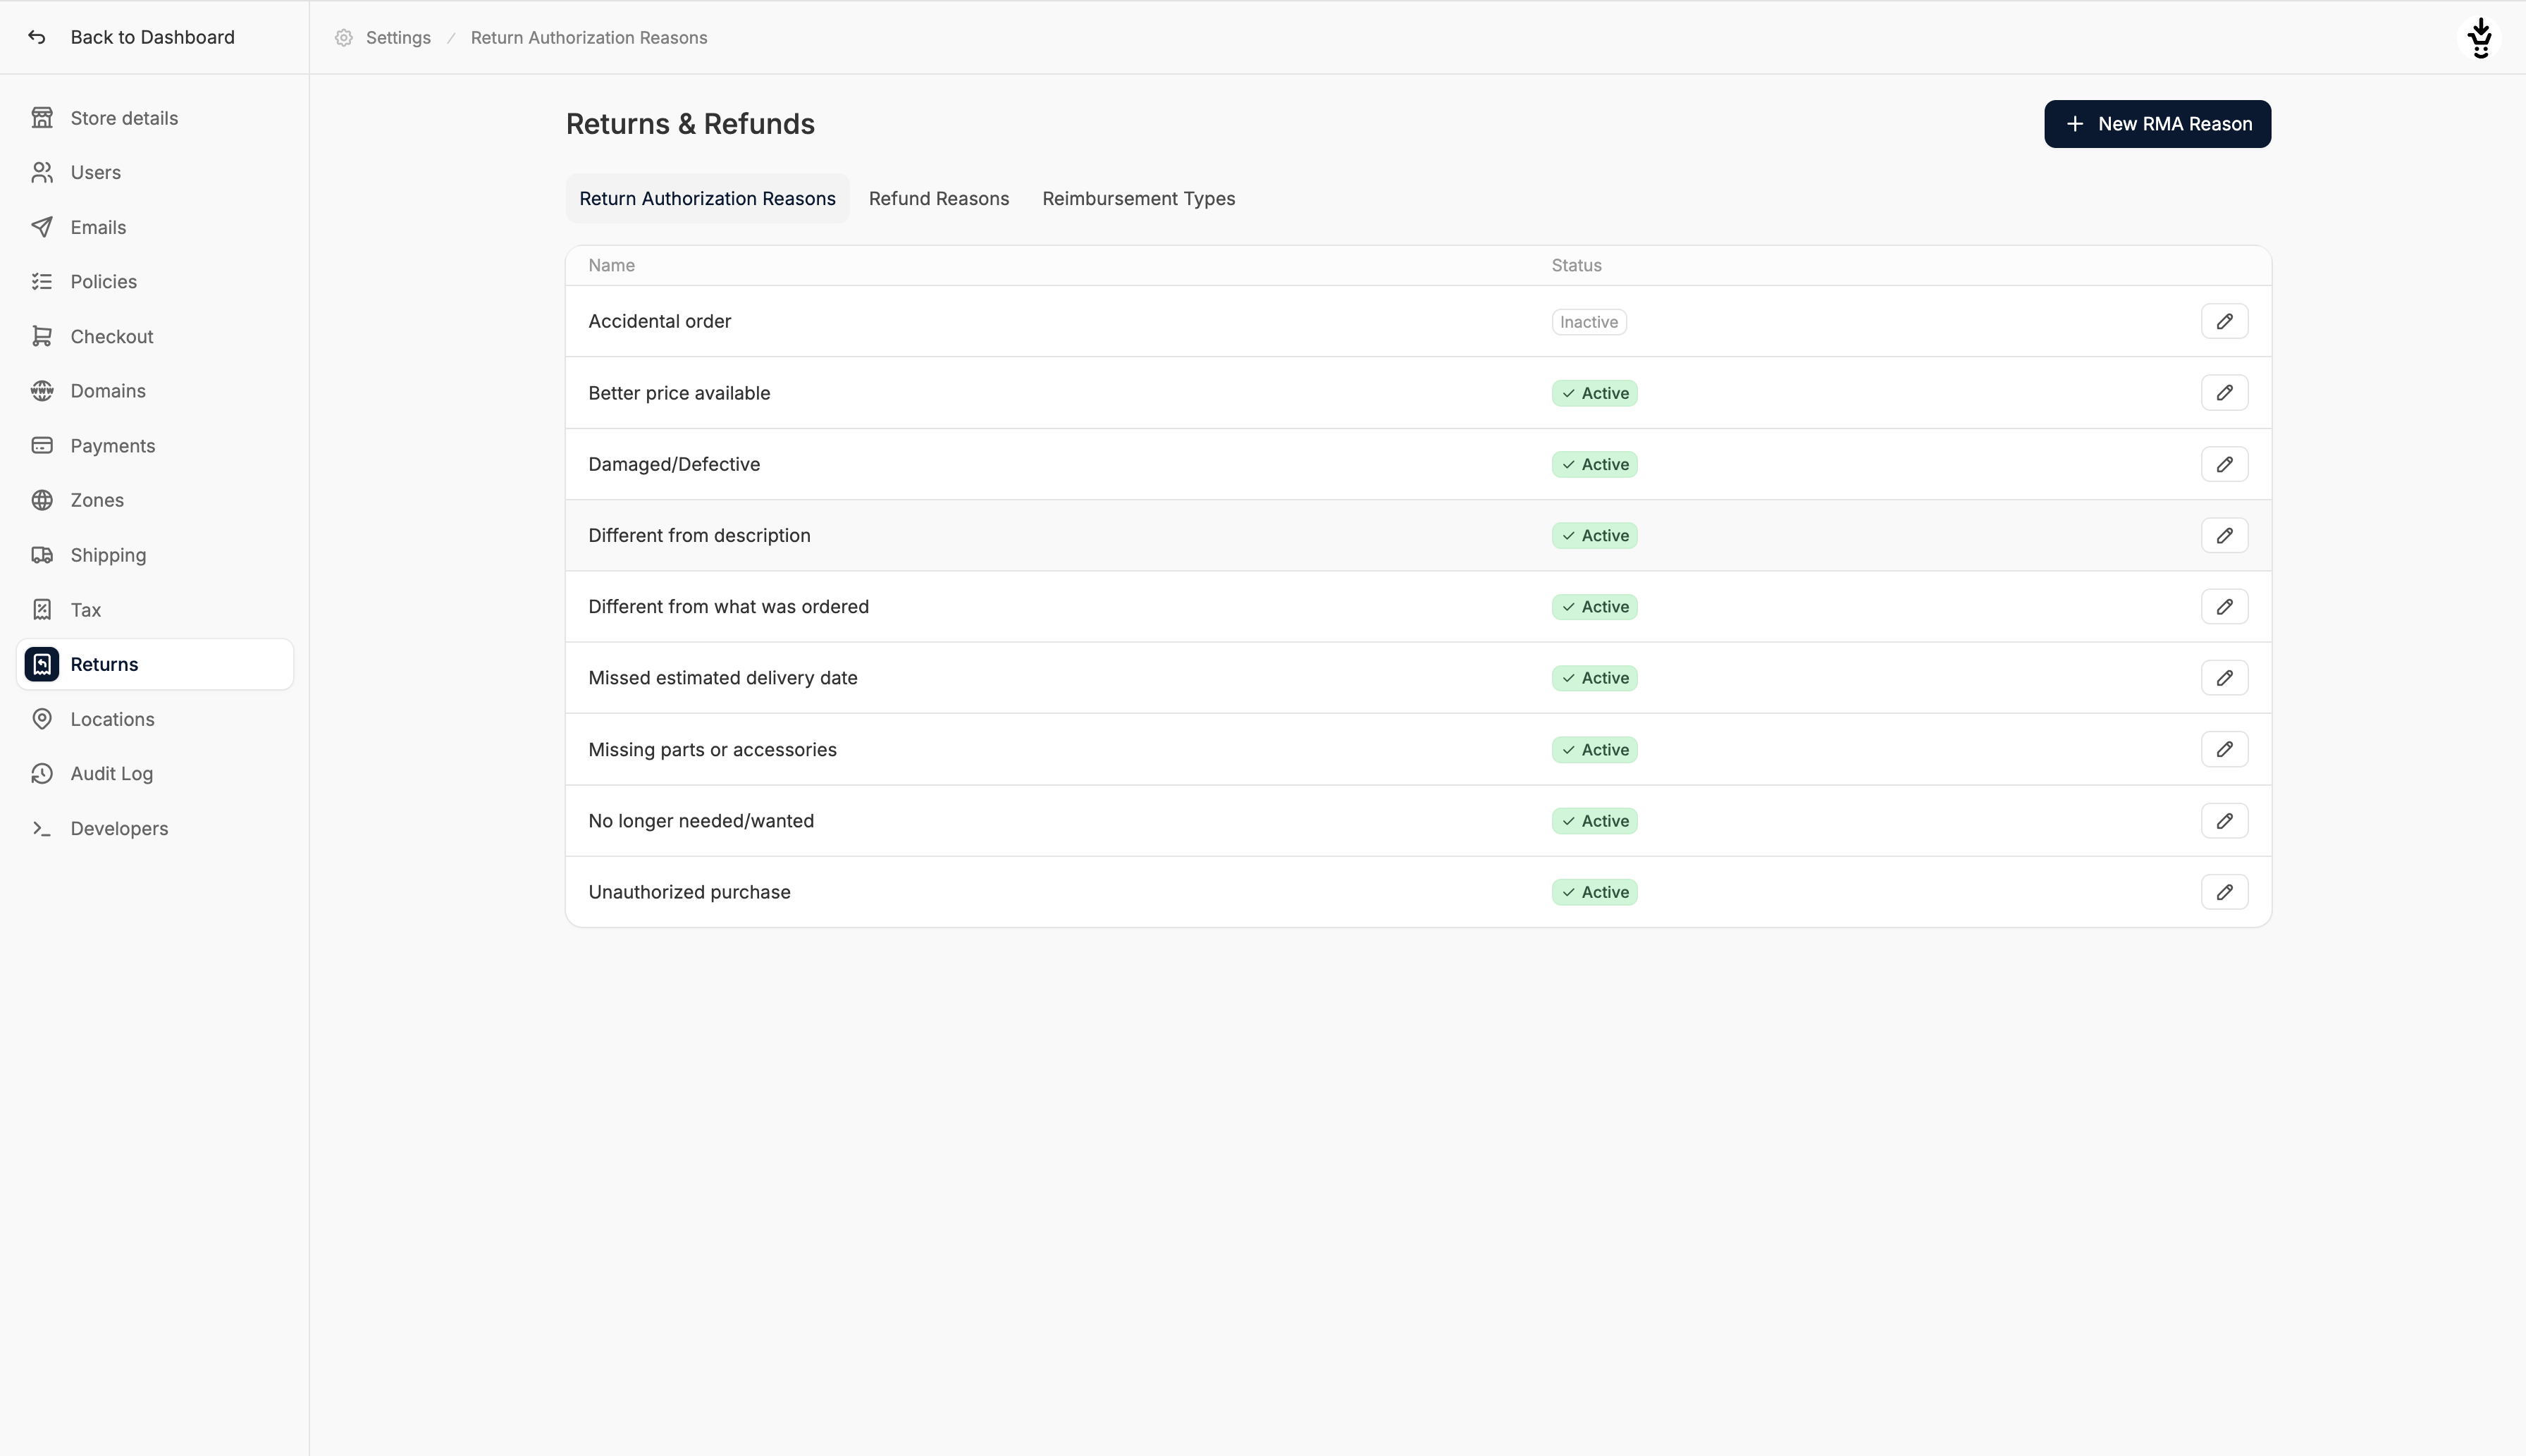 Back to Dashboard
Settings / Return Authorization Reasons
Store details
Users
Emails
Policies
Checkout
Domains
Payments
Zones
Shipping
Tax
Returns
Locations
Audit Log
Developers
Returns & Refunds
+ New RMA Reason
Return Authorization Reasons Refund Reasons Reimbursement Types
Name Status
Accidental order Inactive
Better price available Active
Damaged/Defective Active
Different from description Active
Different from what was ordered Active
Missed estimated delivery date Active
Missing parts or accessories Active
No longer needed/wanted Active
Unauthorized purchase Active